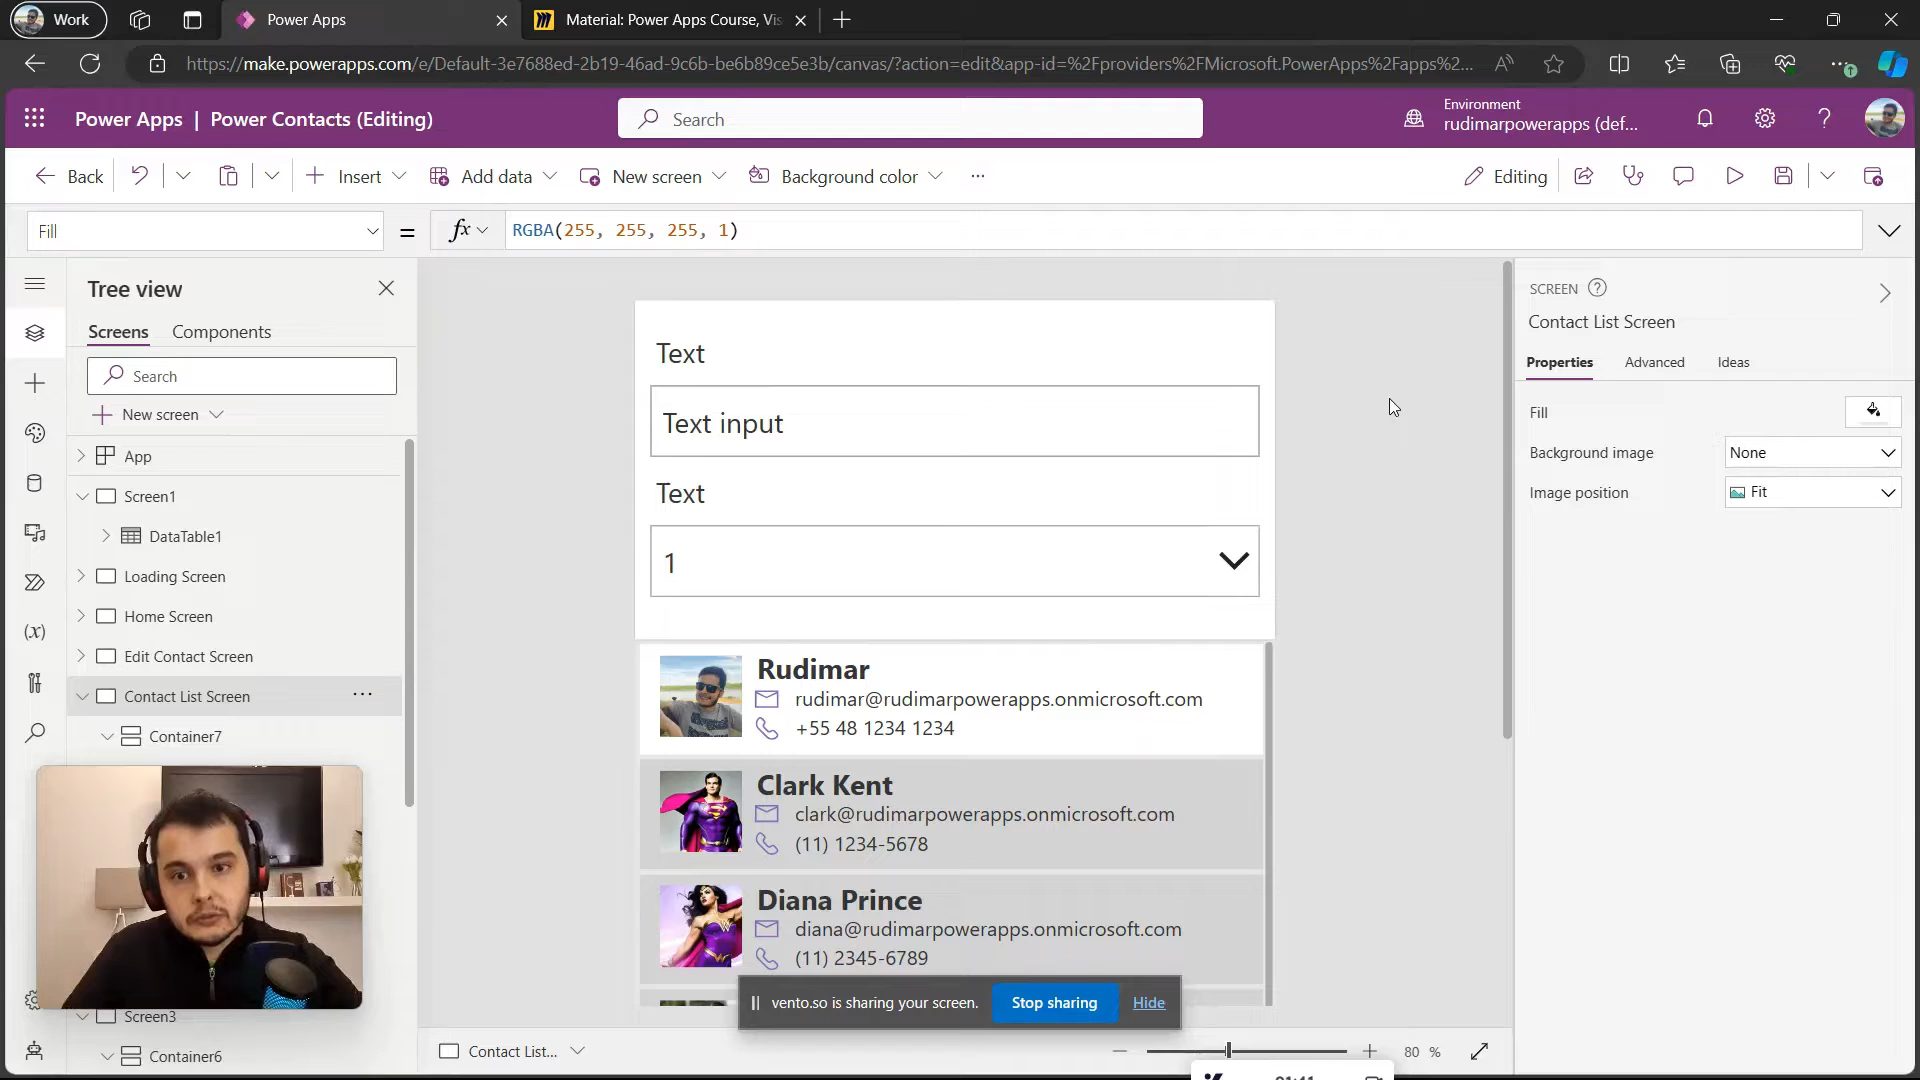 Work
Power Apps
Material: Power Apps Course, Vis
https://make.powerapps.com/e/Default-3e7688ed-2b19-46ad-9c6b-be6b89ce5e3b/canvas/?action=edit&app-id=%2Fproviders%2FMicrosoft.PowerApps%2Fapps%2...
Power Apps | Power Contacts (Editing)
Search
Environment
rudimarpowerapps (def...
Back
Insert
Add data
New screen
Background color
...
Editing
Fill
=
fx
RGBA(255, 255, 255, 1)
Tree view
Screens
Components
Search
New screen
App
Screen1
DataTable1
Loading Screen
Home Screen
Edit Contact Screen
Contact List Screen
...
Container7
Screen3
Container6
Text
Text input
Text
1
Rudimar
rudimar@rudimarpowerapps.onmicrosoft.com
+55 48 1234 1234
Clark Kent
clark@rudimarpowerapps.onmicrosoft.com
(11) 1234-5678
Diana Prince
diana@rudimarpowerapps.onmicrosoft.com
(11) 2345-6789
vento.so is sharing your screen.
Stop sharing
Hide
Contact List...
80 %
SCREEN
Contact List Screen
Properties
Advanced
Ideas
Fill
Background image
None
Image position
Fit